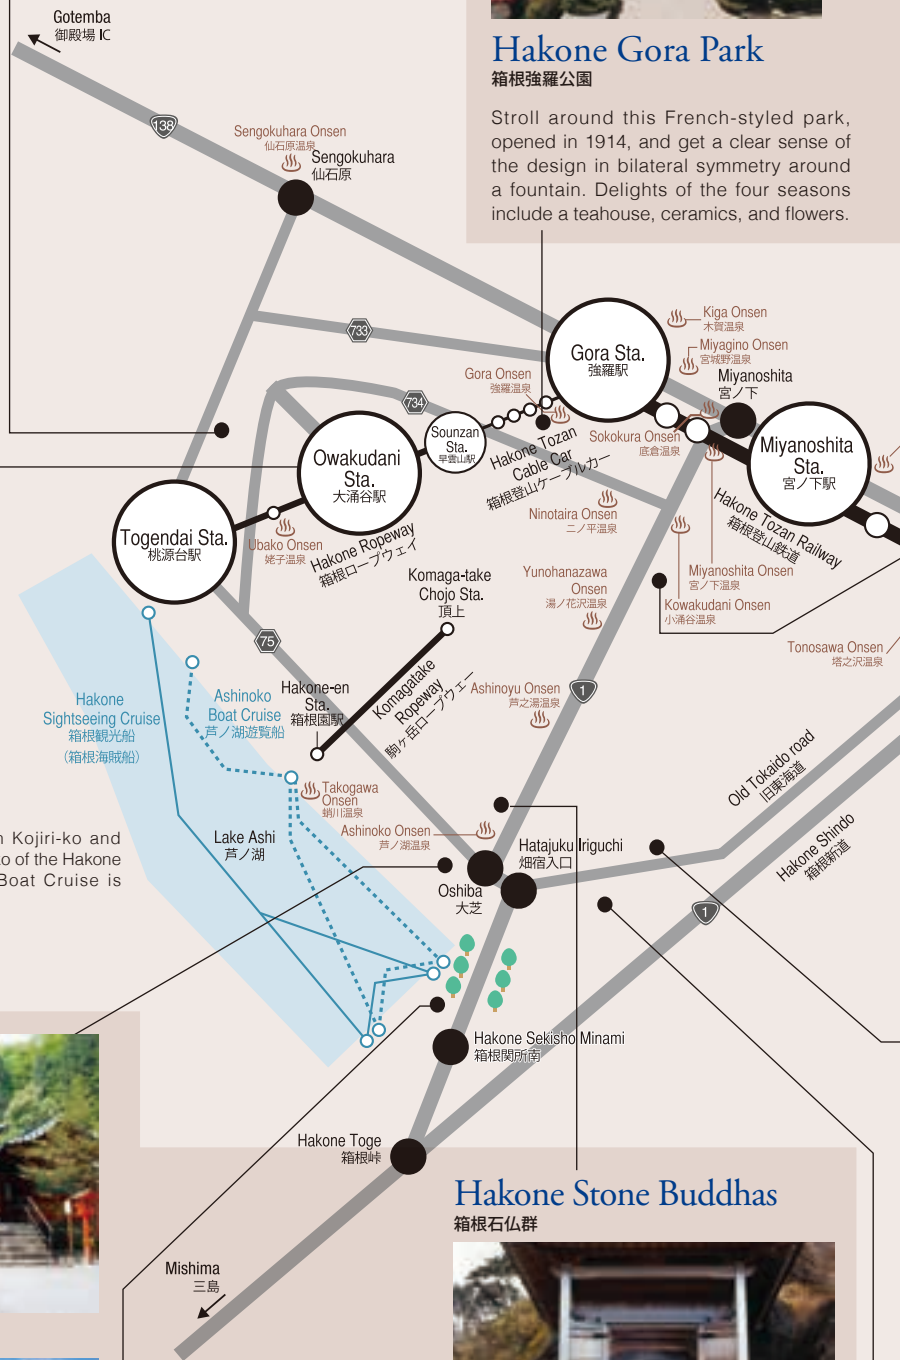 Gotemba
御殿場 IC
138
Sengokuhara Onsen
仙石原温泉
Sengokuhara
仙石原
Hakone Gora Park
箱根強羅公園
Stroll around this French-styled park,
opened in 1914, and get a clear sense of
the design in bilateral symmetry around
a fountain. Delights of the four seasons
include a teahouse, ceramics, and flowers.
733
Gora Sta.
強羅駅
Kiga Onsen
木賀温泉
Miyagino Onsen
宮城野温泉
Miyanoshita
宮ノ下
Gora Onsen
強羅温泉
734
Sounzan
Sta.
早雲山駅
Hakone Tozan
Cable Car
箱根登山ケーブルカー
Sokokura Onsen
底倉温泉
Miyanoshita
Sta.
宮ノ下駅
Owakudani
Sta.
大涌谷駅
Togendai Sta.
桃源台駅
Ubako Onsen
姥子温泉
Hakone Ropeway
箱根ロープウェイ
Ninotaira Onsen
二ノ平温泉
Hakone Tozan Railway
箱根登山鉄道
Miyanoshita Onsen
宮ノ下温泉
Kowakudani Onsen
小涌谷温泉
Tonosawa Onsen
塔之沢温泉
Yunohanazawa
Onsen
湯ノ花沢温泉
Komaga-take
Chojo Sta.
頂上
75
Hakone-en
Sta.
箱根園駅
Komagatake
Ropeway
駒ヶ岳ロープウェー
Ashinoyu Onsen
芦之湯温泉
1
Hakone
Sightseeing Cruise
箱根観光船
（箱根海賊船）
Ashinoko
Boat Cruise
芦ノ湖遊覧船
Takogawa
Onsen
蛸川温泉
Ashinoko Onsen
芦ノ湖温泉
Lake Ashi
芦ノ湖
Old Tokaido road
旧東海道
Hakone Shindo
箱根新道
1
Kojiri-ko and
o of the Hakone
Boat Cruise is
Hatajuku Iriguchi
畑宿入口
Oshiba
大芝
Hakone Sekisho Minami
箱根関所南
Hakone Toge
箱根峠
Mishima
三島
Hakone Stone Buddhas
箱根石仏群